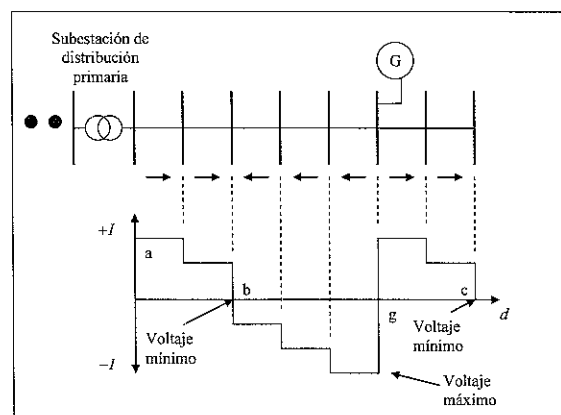 Subestación de
distribución
primaria
G
+I
a
b
g
c
d
Voltaje
mínimo
Voltaje
mínimo
−I
Voltaje
máximo